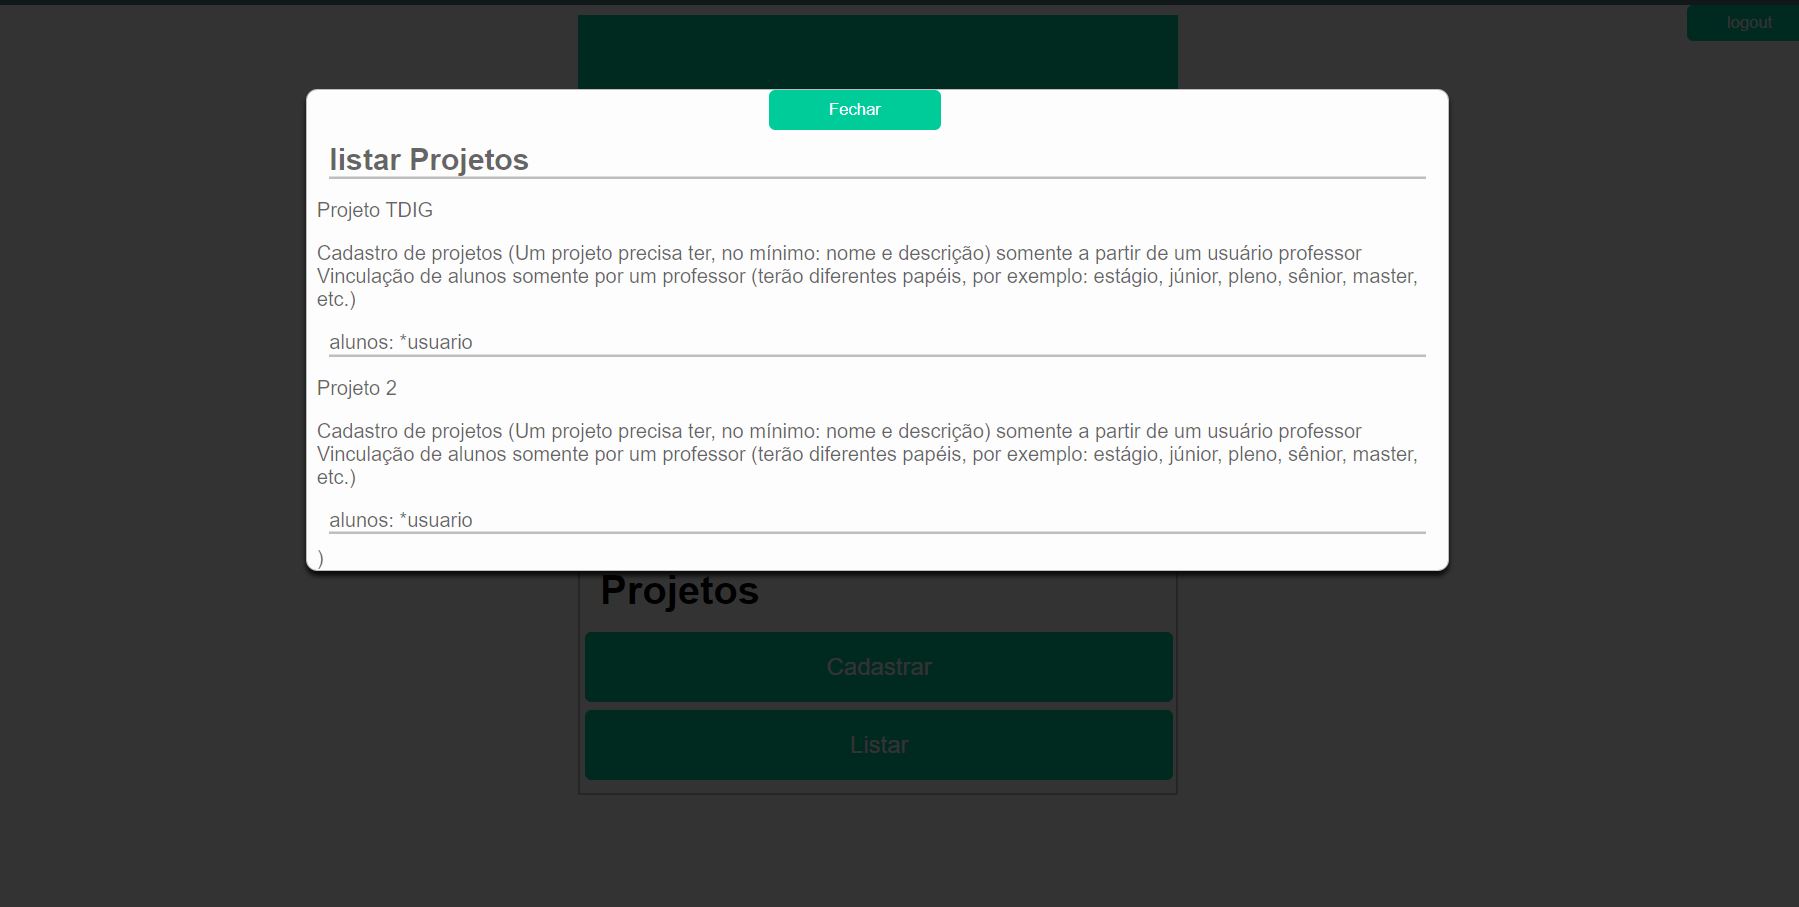 logout
Fechar
listar Projetos
Projeto TDIG
Cadastro de projetos (Um projeto precisa ter, no mínimo: nome e descrição) somente a partir de um usuário professor
Vinculação de alunos somente por um professor (terão diferentes papéis, por exemplo: estágio, júnior, pleno, sênior, master,
etc.)
alunos: *usuario
Projeto 2
Cadastro de projetos (Um projeto precisa ter, no mínimo: nome e descrição) somente a partir de um usuário professor
Vinculação de alunos somente por um professor (terão diferentes papéis, por exemplo: estágio, júnior, pleno, sênior, master,
etc.)
alunos: *usuario
)
Projetos
Cadastrar
Listar